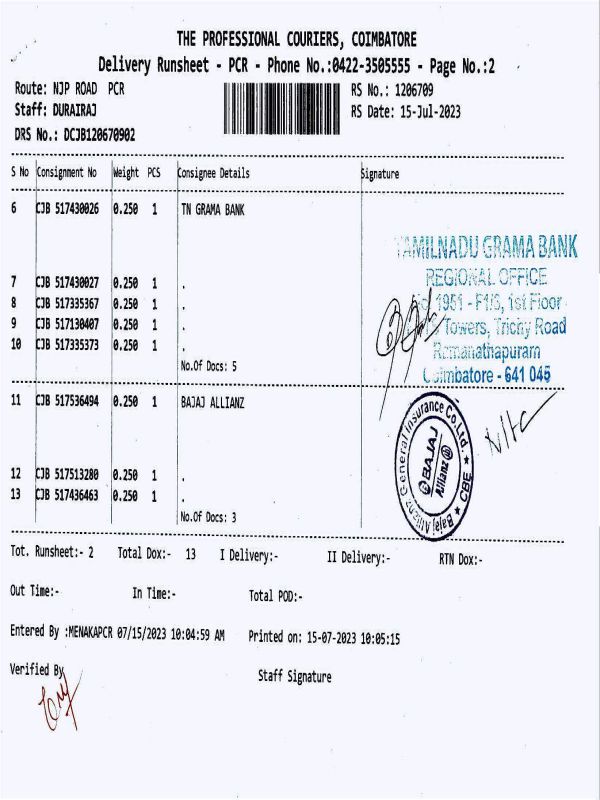 THE PROFESSIONAL COURIERS, COIMBATORE
Delivery Runsheet - PCR - Phone No.:0422-3505555 - Page No.:2
Route: NJP ROAD PCR
RS No.: 1206709
Staff: DURAIRAJ
RS Date: 15-Jul-2023
DRS No.: DCJB120670902
S No Consignment No Weight PCS Consignee Details Signature
6 CJB 517430026 0.250 1 TN GRAMA BANK
TAMILNADU GRAMA BANK
REGIONAL OFFICE
No 1951 - F1/3, 1st Floor
Towers, Trichy Road
Ramanathapuram
Coimbatore - 641 045
7 CJB 517430027 0.250 1 .
8 CJB 517335367 0.250 1 .
9 CJB 517130407 0.250 1 .
10 CJB 517335373 0.250 1 .
No.Of Docs: 5
11 CJB 517536494 0.250 1 BAJAJ ALLIANZ
Bajaj Allianz General Insurance Co.Ltd. ★ CBE ★
BAJAJ
Allianz
12 CJB 517513280 0.250 1 .
13 CJB 517436463 0.250 1 .
No.Of Docs: 3
Tot. Runsheet:- 2 Total Dox:- 13 I Delivery:- II Delivery:- RTN Dox:-
Out Time:- In Time:- Total POD:-
Entered By :MENAKAPCR 07/15/2023 10:04:59 AM Printed on: 15-07-2023 10:05:15
Verified By
Staff Signature